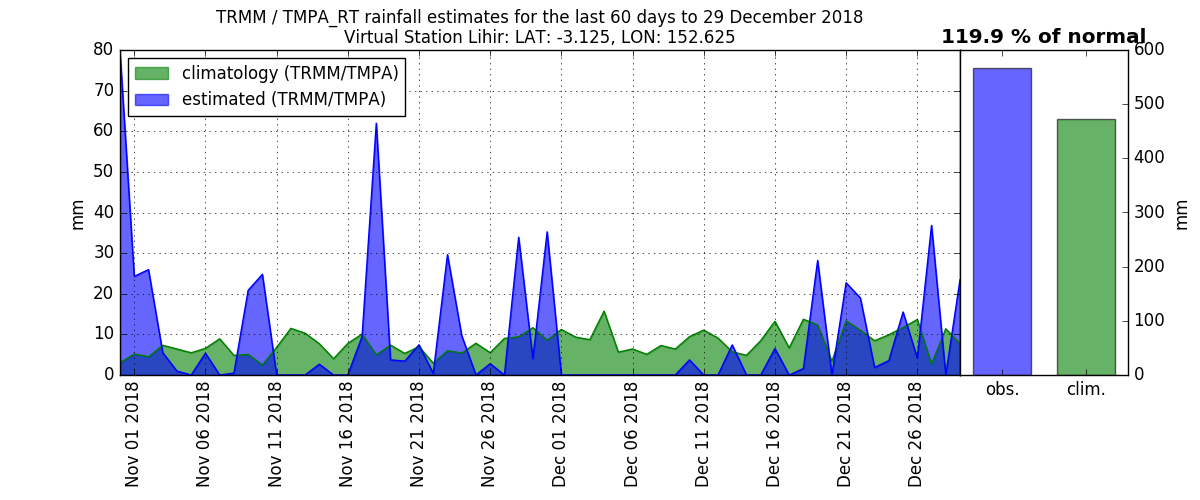 TRMM / TMPA_RT rainfall estimates for the last 60 days to 29 December 2018
Virtual Station Lihir: LAT: -3.125, LON: 152.625
119.9 % of normal
climatology (TRMM/TMPA)
estimated (TRMM/TMPA)
mm
80
70
60
50
40
30
20
10
0
Nov 01 2018
Nov 06 2018
Nov 11 2018
Nov 16 2018
Nov 21 2018
Nov 26 2018
Dec 01 2018
Dec 06 2018
Dec 11 2018
Dec 16 2018
Dec 21 2018
Dec 26 2018
obs.
clim.
600
500
400
300
200
100
0
mm